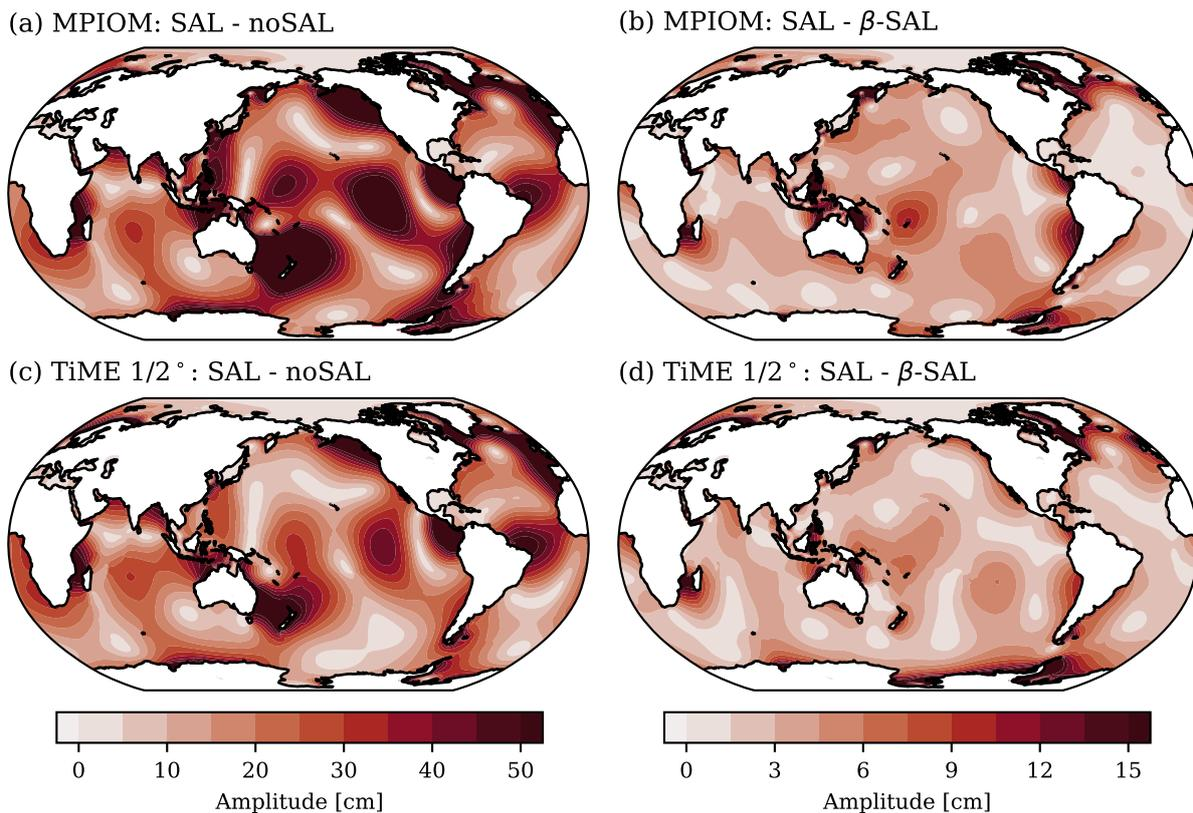 (a) MPIOM: SAL - noSAL
(b) MPIOM: SAL - β-SAL
(c) TiME 1/2°: SAL - noSAL
(d) TiME 1/2°: SAL - β-SAL
0 10 20 30 40 50
Amplitude [cm]
0 3 6 9 12 15
Amplitude [cm]